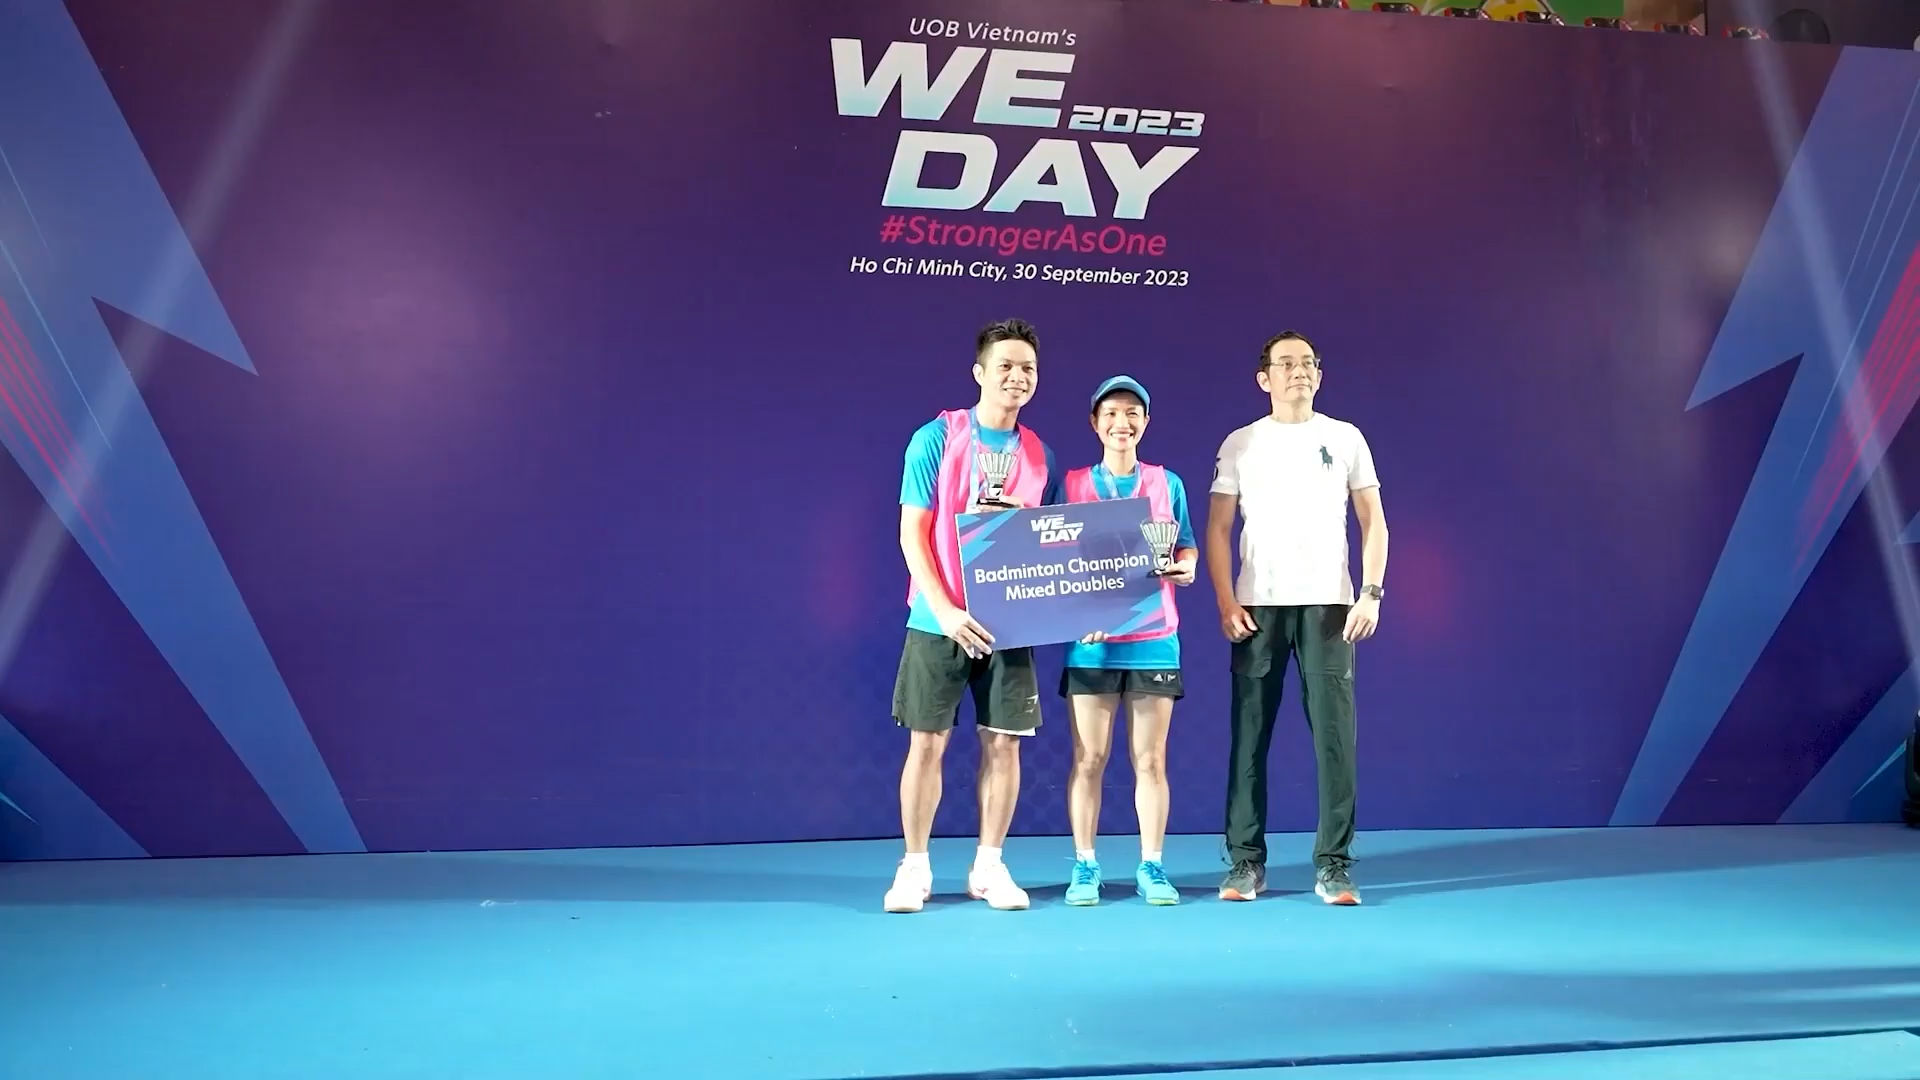 UOB Vietnam's
WE 2023
DAY
#StrongerAsOne
Ho Chi Minh City, 30 September 2023
WE
DAY
Badminton Champion
Mixed Doubles